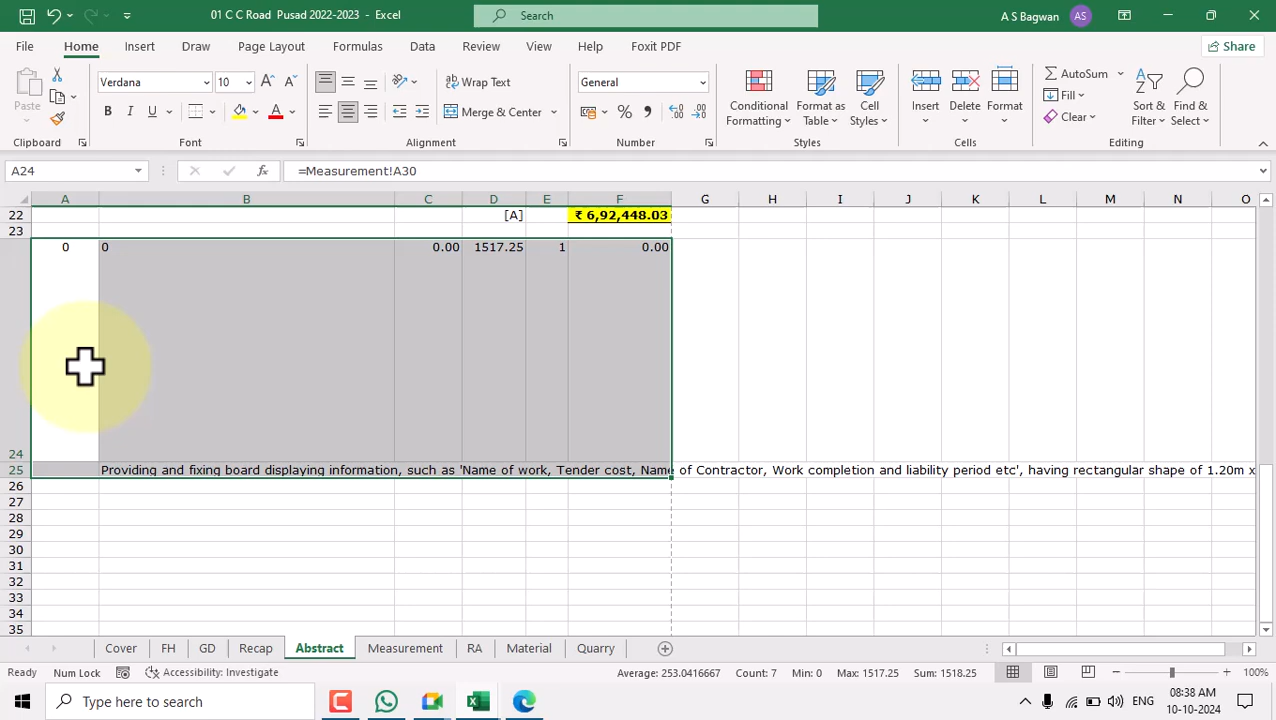 01 C C Road Pusad 2022-2023 - Excel
Search
A S Bagwan AS
File Home Insert Draw Page Layout Formulas Data Review View Help Foxit PDF Share
Paste
Verdana 10
Wrap Text
General
Conditional Formatting
Format as Table
Cell Styles
Insert Delete Format
AutoSum
B I U
Merge & Center
Fill
Sort & Filter
Find & Select
Clear
Clipboard Font Alignment Number Styles Cells Editing
A24 fx =Measurement!A30
A B C D E F G H I J K L M N O
22 [A] ₹ 6,92,448.03
23
0 0 0.00 1517.25 1 0.00
24
25 Providing and fixing board displaying information, such as 'Name of work, Tender cost, Name of Contractor, Work completion and liability period etc', having rectangular shape of 1.20m x
26
27
28
29
30
31
32
33
34
35
Cover FH GD Recap Abstract Measurement RA Material Quarry
Ready Num Lock Accessibility: Investigate Average: 253.0416667 Count: 7 Min: 0 Max: 1517.25 Sum: 1518.25 100%
Type here to search
ENG
08:38 AM
10-10-2024